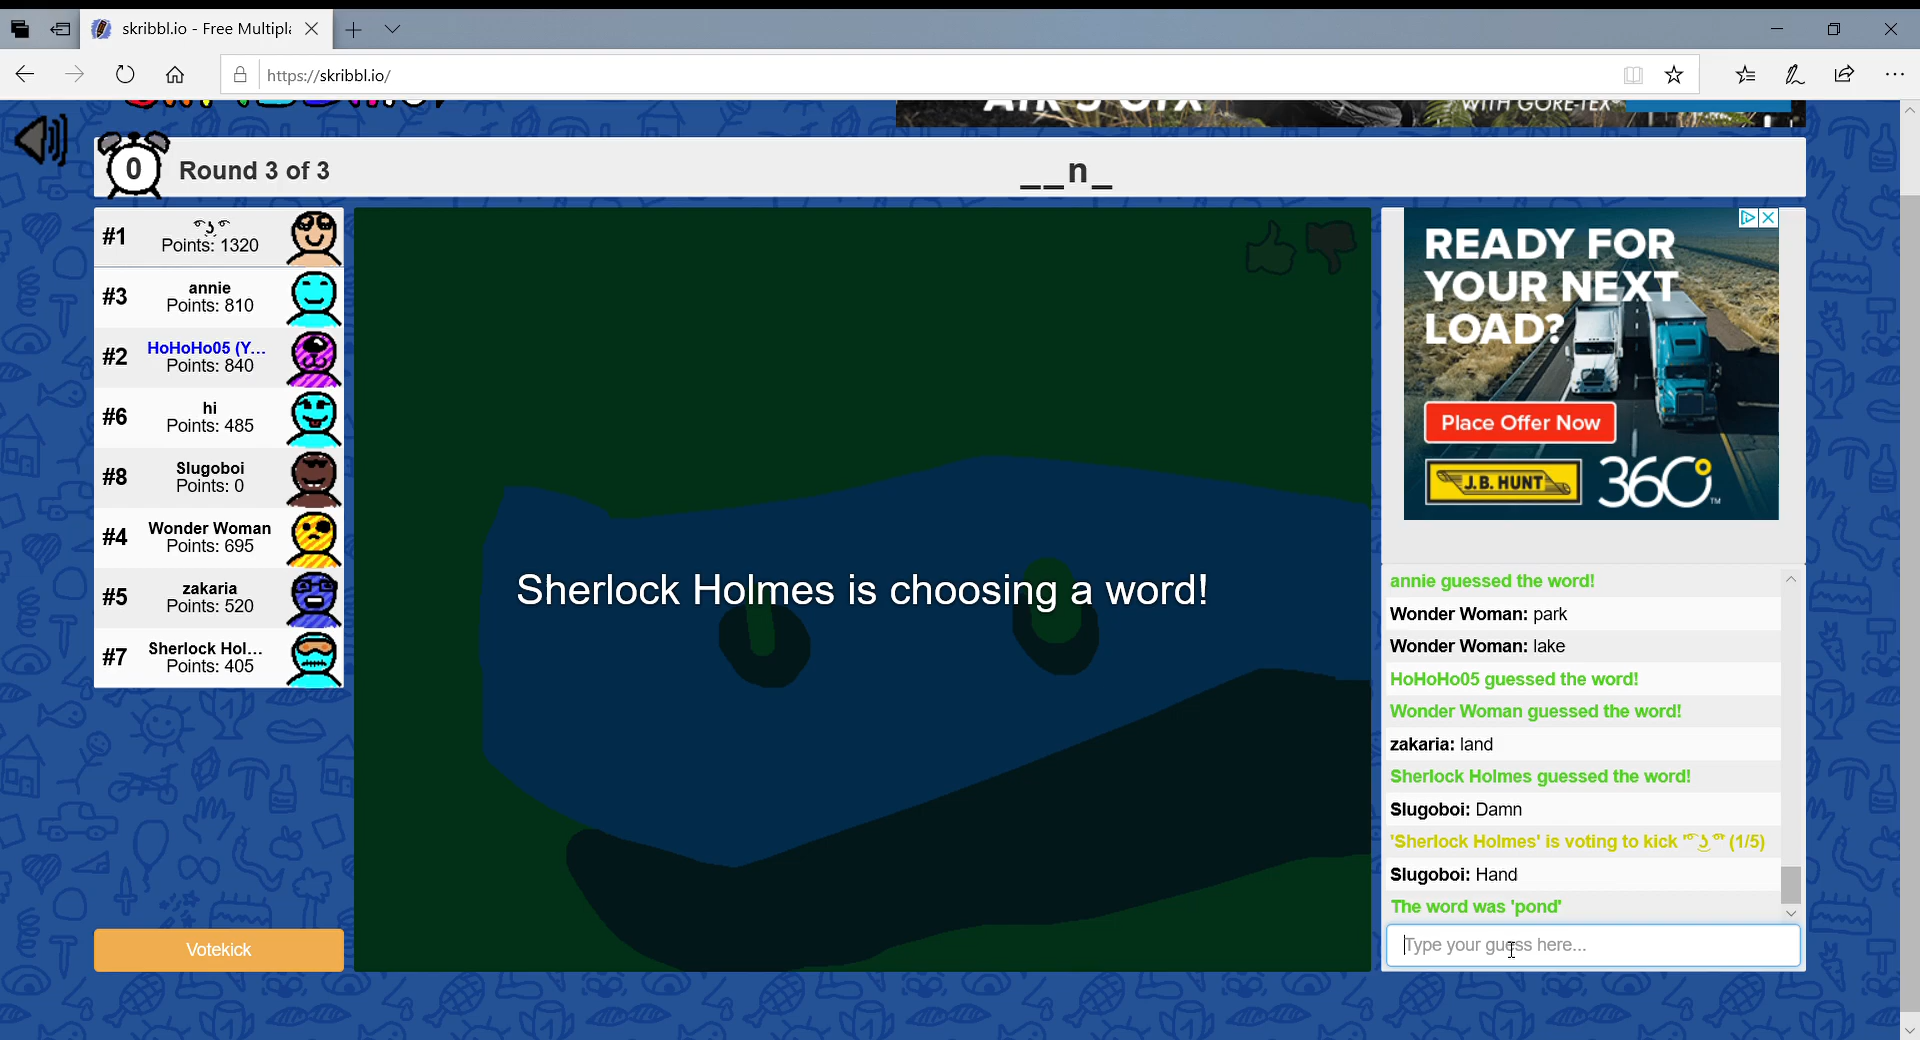 skribbl.io - Free Multipla
https://skribbl.io/
WITH GORE-TEX
0
Round 3 of 3
__n_
#1
͡° ͜ʖ ͡°
Points: 1320
#3
annie
Points: 810
#2
HoHoHo05 (Y...
Points: 840
#6
hi
Points: 485
#8
Slugoboi
Points: 0
#4
Wonder Woman
Points: 695
#5
zakaria
Points: 520
#7
Sherlock Hol...
Points: 405
Votekick
Sherlock Holmes is choosing a word!
READY FOR
YOUR NEXT
LOAD?
Place Offer Now
J.B. HUNT
360
TM
annie guessed the word!
Wonder Woman: park
Wonder Woman: lake
HoHoHo05 guessed the word!
Wonder Woman guessed the word!
zakaria: land
Sherlock Holmes guessed the word!
Slugoboi: Damn
'Sherlock Holmes' is voting to kick '͡° ͜ʖ ͡°' (1/5)
Slugoboi: Hand
The word was 'pond'
Type your guess here...